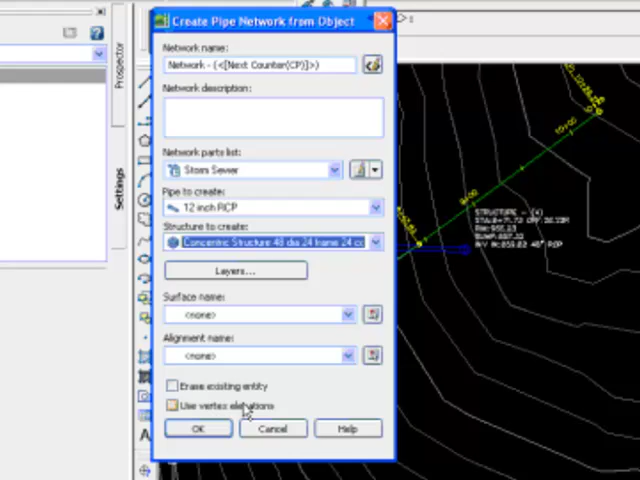 Create Pipe Network from Object
Network name:
Network - (<[Next Counter(CP)]>)
Network description:
Network parts list:
Storm Sewer
Pipe to create:
12 inch RCP
Structure to create:
Concentric Structure 48 dia 24 frame 24 co
Layers...
Surface name:
<none>
Alignment name:
<none>
Erase existing entity
Use vertex elevations
OK
Cancel
Help
Prospector
Settings
STRUCTURE - (4)